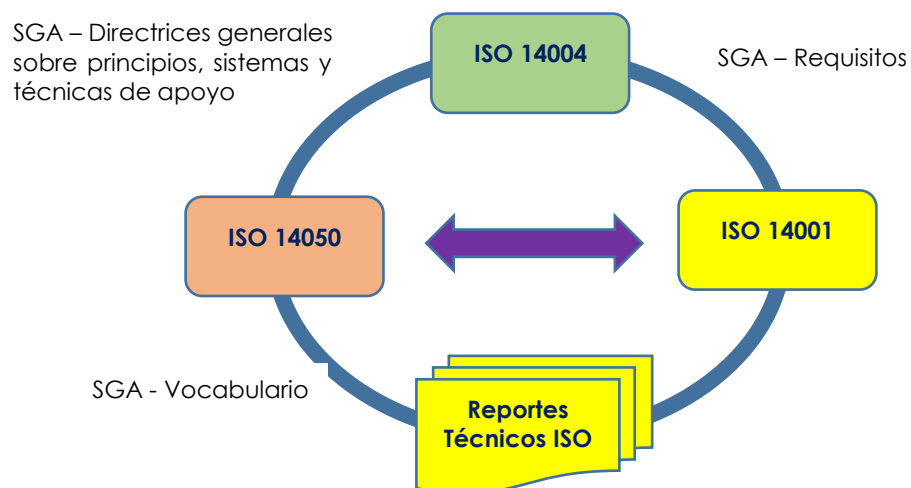 SGA – Directrices generales
sobre principios, sistemas y
técnicas de apoyo
ISO 14004
SGA – Requisitos
ISO 14050
ISO 14001
SGA - Vocabulario
Reportes
Técnicos ISO